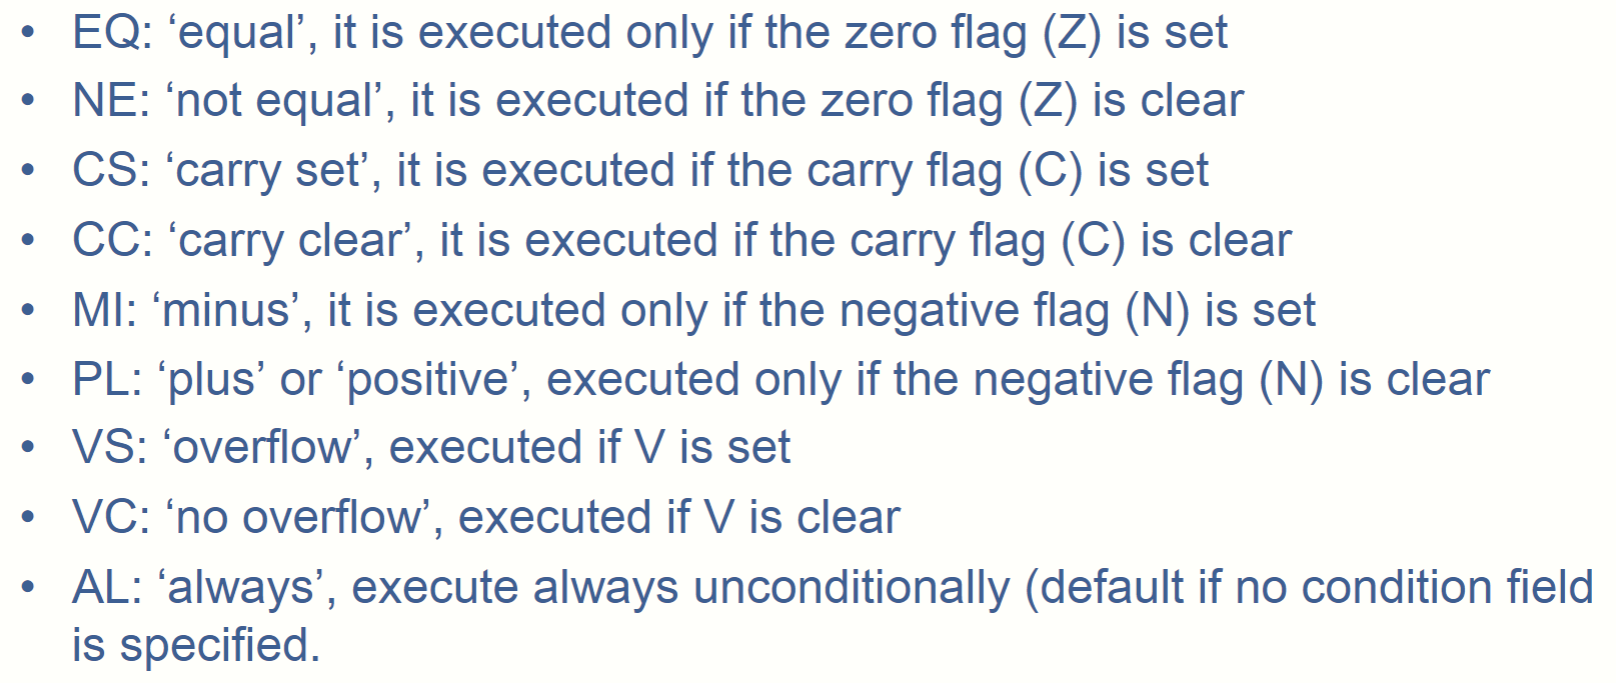 • EQ: ‘equal’, it is executed only if the zero flag (Z) is set
• NE: ‘not equal’, it is executed if the zero flag (Z) is clear
• CS: ‘carry set’, it is executed if the carry flag (C) is set
• CC: ‘carry clear’, it is executed if the carry flag (C) is clear
• MI: ‘minus’, it is executed only if the negative flag (N) is set
• PL: ‘plus’ or ‘positive’, executed only if the negative flag (N) is clear
• VS: ‘overflow’, executed if V is set
• VC: ‘no overflow’, executed if V is clear
• AL: ‘always’, execute always unconditionally (default if no condition field
is specified.